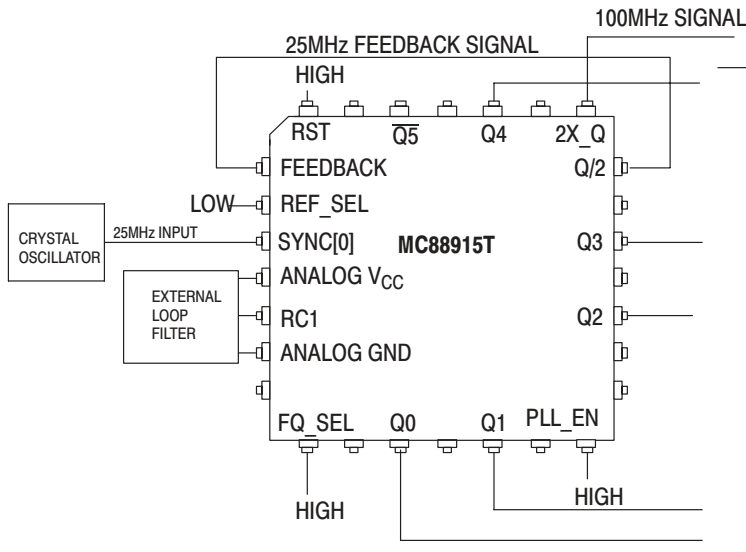 100MHz SIGNAL
25MHz FEEDBACK SIGNAL
HIGH
RST
Q5
Q4
2X_Q
FEEDBACK
Q/2
LOW
REF_SEL
CRYSTAL
OSCILLATOR
25MHz INPUT
SYNC[0]
MC88915T
Q3
ANALOG VCC
EXTERNAL
LOOP
FILTER
RC1
Q2
ANALOG GND
FQ_SEL
Q0
Q1
PLL_EN
HIGH
HIGH